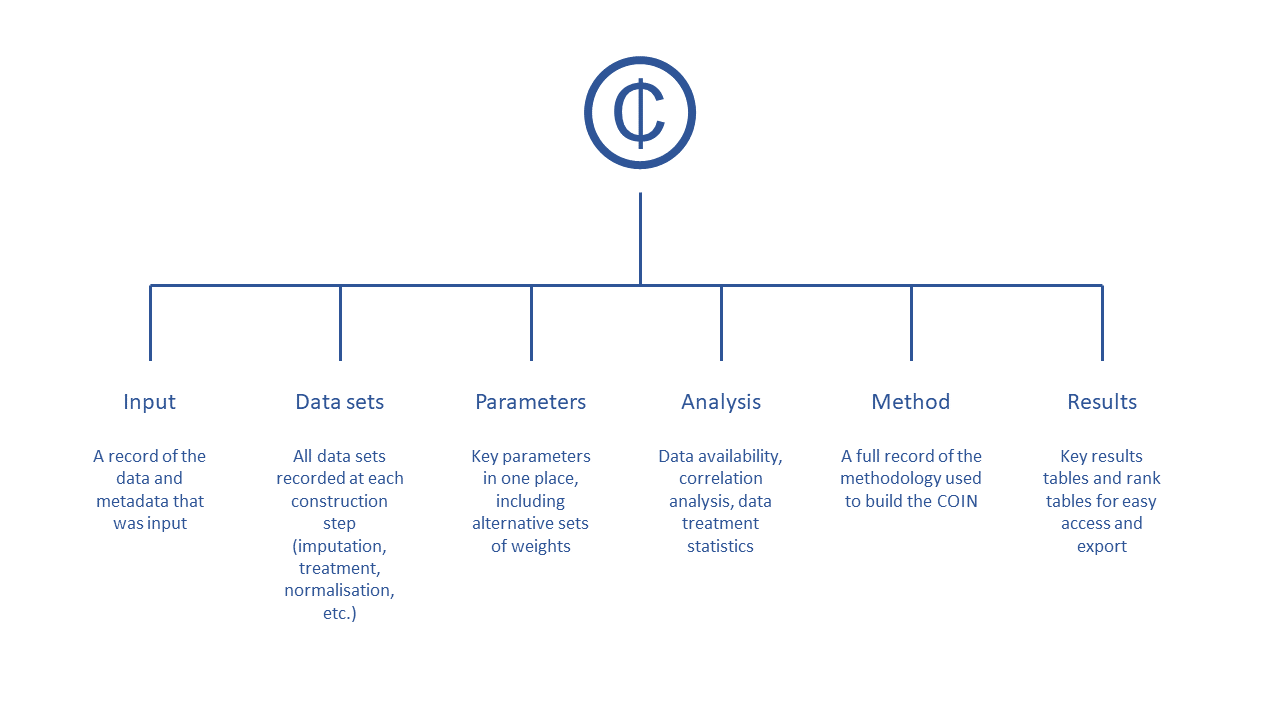 ₵
Input
A record of the
data and
metadata that
was input
Data sets
All data sets
recorded at each
construction
step
(imputation,
treatment,
normalisation,
etc.)
Parameters
Key parameters
in one place,
including
alternative sets
of weights
Analysis
Data availability,
correlation
analysis, data
treatment
statistics
Method
A full record of the
methodology used
to build the COIN
Results
Key results
tables and rank
tables for easy
access and
export